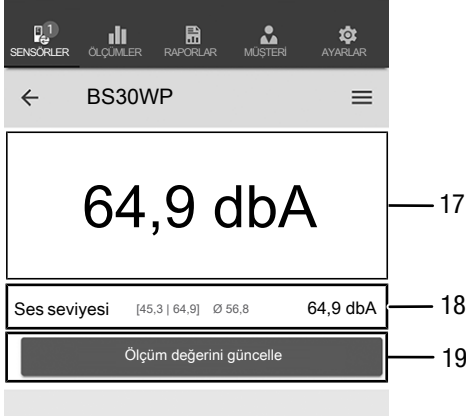 1
SENSÖRLER ÖLÇÜMLER RAPORLAR MÜŞTERİ AYARLAR
BS30WP
64,9 dbA
17
Ses seviyesi [45,3 | 64,9] Ø 56,8 64,9 dbA
18
Ölçüm değerini güncelle
19